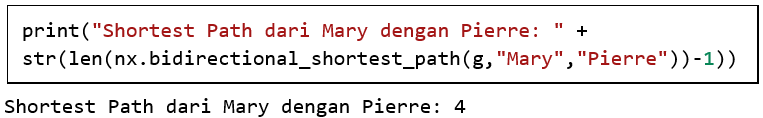 print("Shortest Path dari Mary dengan Pierre: " +
str(len(nx.bidirectional_shortest_path(g,"Mary","Pierre"))-1))
Shortest Path dari Mary dengan Pierre: 4